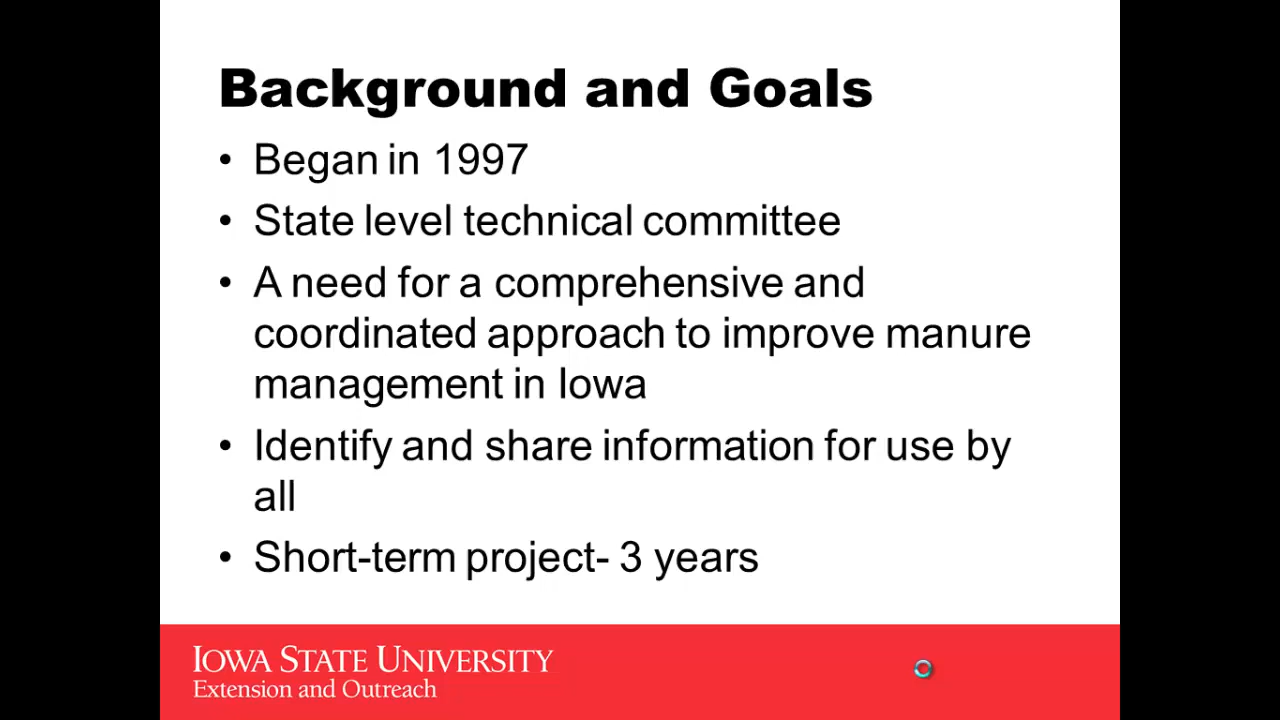 Background and Goals
• Began in 1997
• State level technical committee
• A need for a comprehensive and
coordinated approach to improve manure
management in Iowa
• Identify and share information for use by
all
• Short-term project- 3 years
IOWA STATE UNIVERSITY
Extension and Outreach